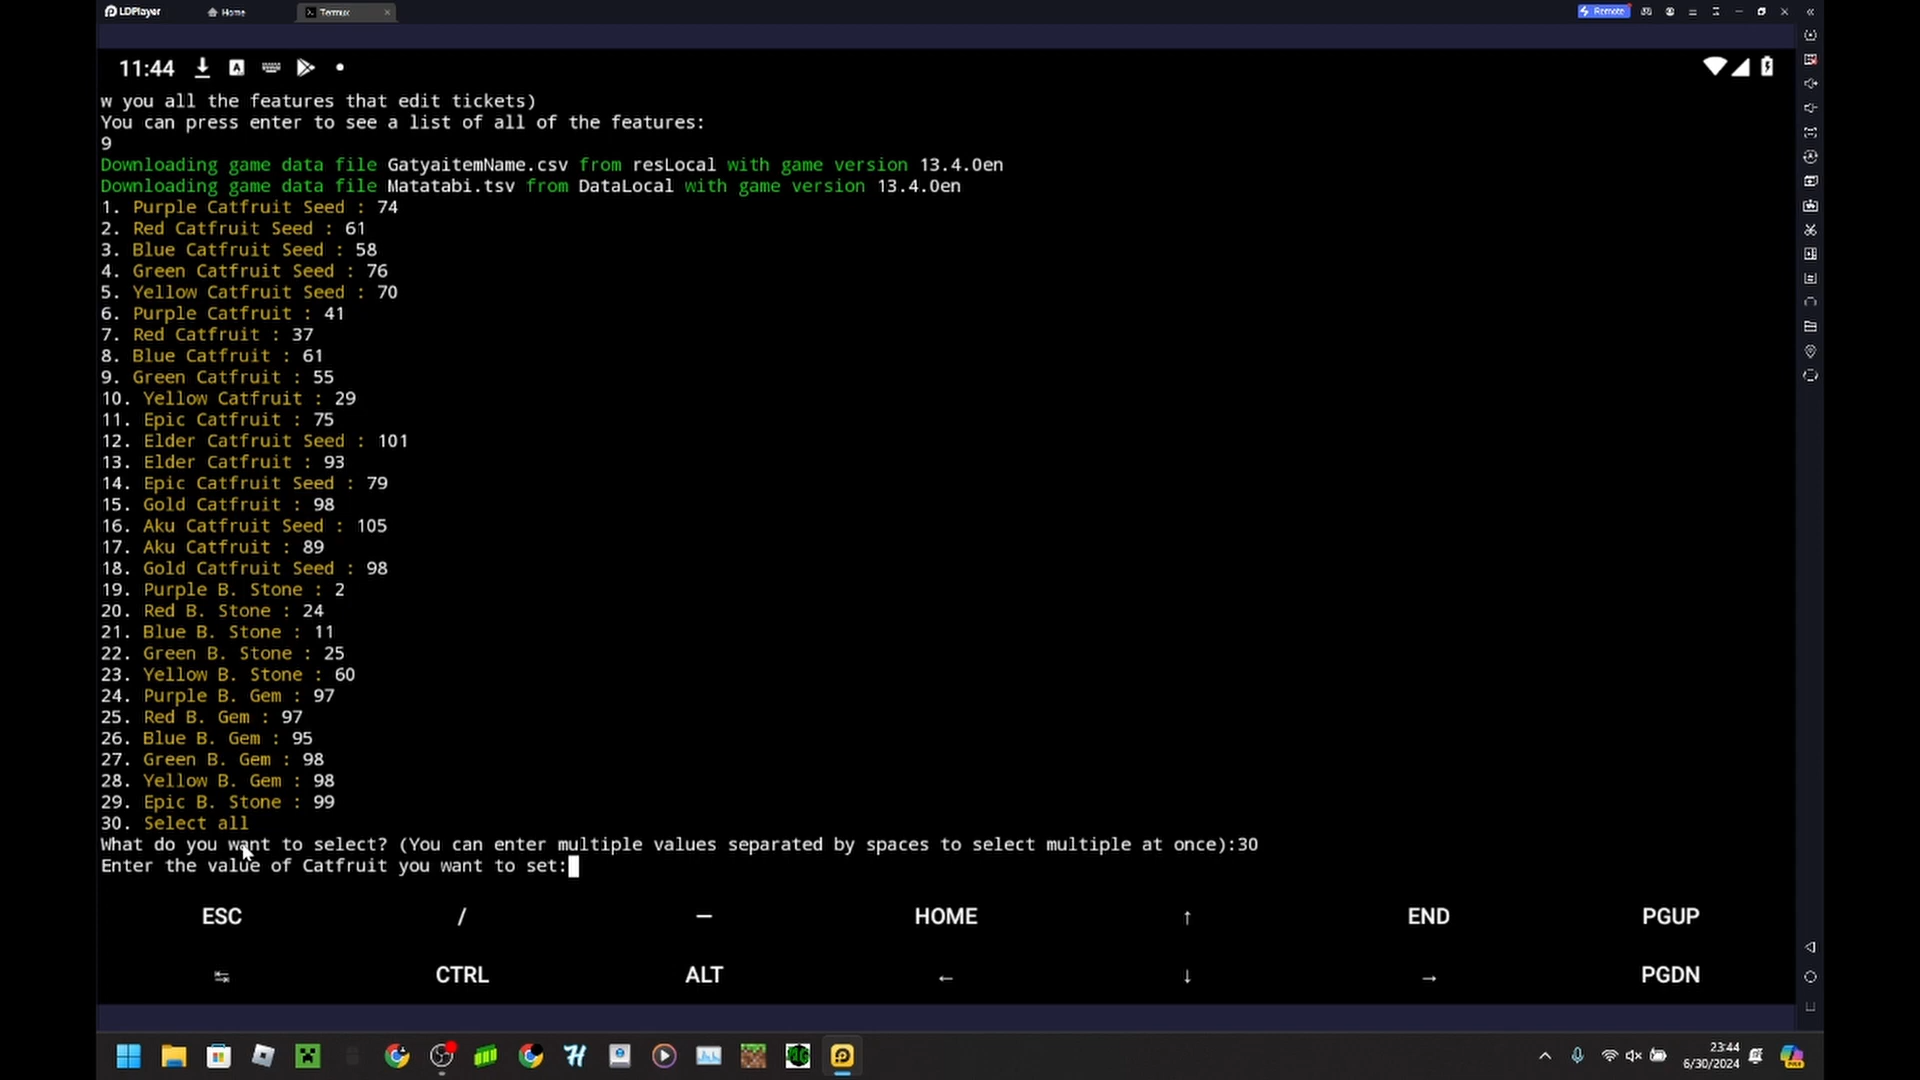 LDPlayer
Home
Termux
Remote
11:44
w you all the features that edit tickets)
You can press enter to see a list of all of the features:
9
Downloading game data file GatyaitemName.csv from resLocal with game version 13.4.0en
Downloading game data file Matatabi.tsv from DataLocal with game version 13.4.0en
1. Purple Catfruit Seed : 74
2. Red Catfruit Seed : 61
3. Blue Catfruit Seed : 58
4. Green Catfruit Seed : 76
5. Yellow Catfruit Seed : 70
6. Purple Catfruit : 41
7. Red Catfruit : 37
8. Blue Catfruit : 61
9. Green Catfruit : 55
10. Yellow Catfruit : 29
11. Epic Catfruit : 75
12. Elder Catfruit Seed : 101
13. Elder Catfruit : 93
14. Epic Catfruit Seed : 79
15. Gold Catfruit : 98
16. Aku Catfruit Seed : 105
17. Aku Catfruit : 89
18. Gold Catfruit Seed : 98
19. Purple B. Stone : 2
20. Red B. Stone : 24
21. Blue B. Stone : 11
22. Green B. Stone : 25
23. Yellow B. Stone : 60
24. Purple B. Gem : 97
25. Red B. Gem : 97
26. Blue B. Gem : 95
27. Green B. Gem : 98
28. Yellow B. Gem : 98
29. Epic B. Stone : 99
30. Select all
What do you want to select? (You can enter multiple values separated by spaces to select multiple at once):30
Enter the value of Catfruit you want to set:
ESC / — HOME ↑ END PGUP
CTRL ALT ← ↓ → PGDN
23:44
6/30/2024